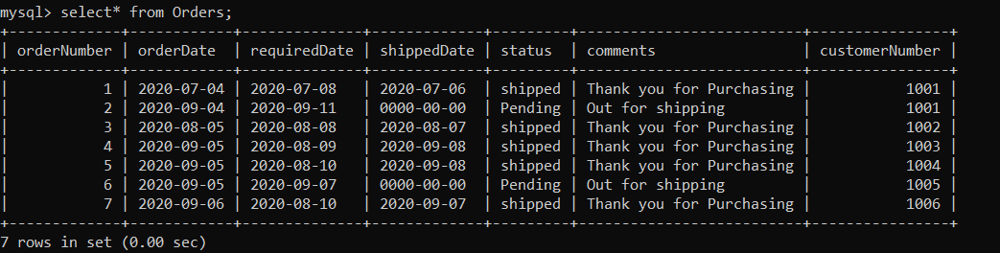 mysql> select* from Orders;
+-------------+------------+--------------+-------------+---------+--------------------------+----------------+
| orderNumber | orderDate  | requiredDate | shippedDate | status  | comments                 | customerNumber |
+-------------+------------+--------------+-------------+---------+--------------------------+----------------+
|           1 | 2020-07-04 | 2020-07-08   | 2020-07-06  | shipped | Thank you for Purchasing |           1001 |
|           2 | 2020-09-04 | 2020-09-11   | 0000-00-00  | Pending | Out for shipping         |           1001 |
|           3 | 2020-08-05 | 2020-08-08   | 2020-08-07  | shipped | Thank you for Purchasing |           1002 |
|           4 | 2020-09-05 | 2020-08-09   | 2020-09-08  | shipped | Thank you for Purchasing |           1003 |
|           5 | 2020-09-05 | 2020-08-10   | 2020-09-08  | shipped | Thank you for Purchasing |           1004 |
|           6 | 2020-09-05 | 2020-09-07   | 0000-00-00  | Pending | Out for shipping         |           1005 |
|           7 | 2020-09-06 | 2020-08-10   | 2020-09-07  | shipped | Thank you for Purchasing |           1006 |
+-------------+------------+--------------+-------------+---------+--------------------------+----------------+
7 rows in set (0.00 sec)